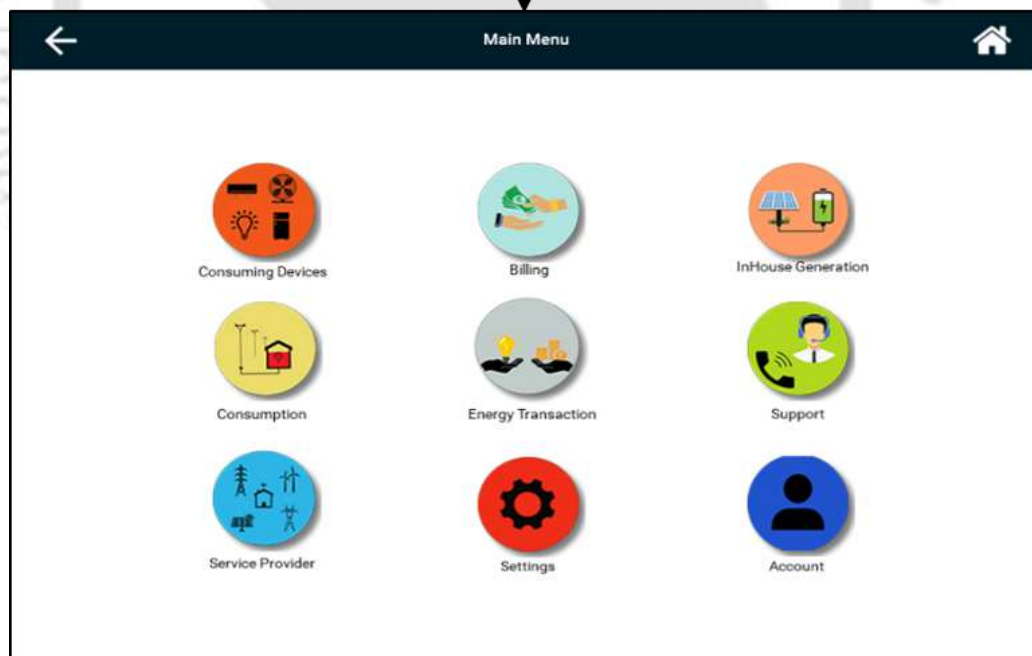 Main Menu
Consuming Devices
Billing
InHouse Generation
Consumption
Energy Transaction
Support
Service Provider
Settings
Account